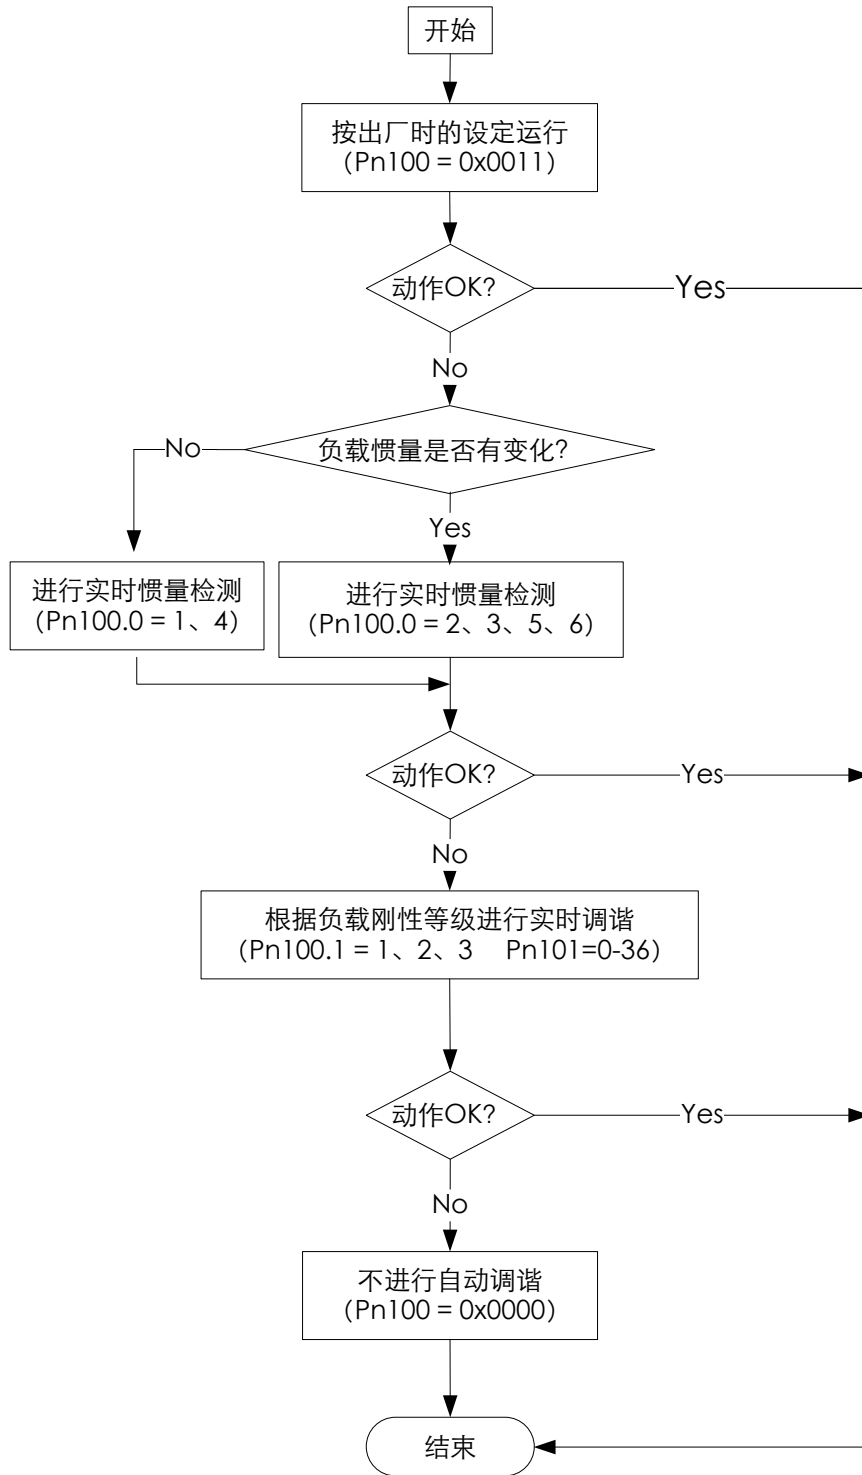 开始
按出厂时的设定运行
（Pn100 = 0x0011）
动作OK?
Yes
No
负载惯量是否有变化?
No
Yes
进行实时惯量检测
（Pn100.0 = 1、4）
进行实时惯量检测
（Pn100.0 = 2、3、5、6）
动作OK?
Yes
No
根据负载刚性等级进行实时调谐
（Pn100.1 = 1、2、3 Pn101=0-36）
动作OK?
Yes
No
不进行自动调谐
（Pn100 = 0x0000）
结束